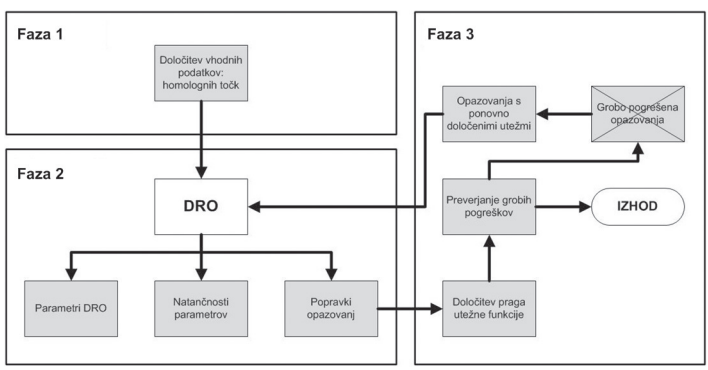 Faza 1
Določitev vhodnih
podatkov:
homolognih točk
Faza 2
DRO
Parametri DRO
Natančnosti
parametrov
Popravki
opazovanj
Faza 3
Opazovanja s
ponovno
določenimi utežmi
Grobo pogrešena
opazovanja
Preverjanje grobih
pogreškov
IZHOD
Določitev praga
utežne funkcije